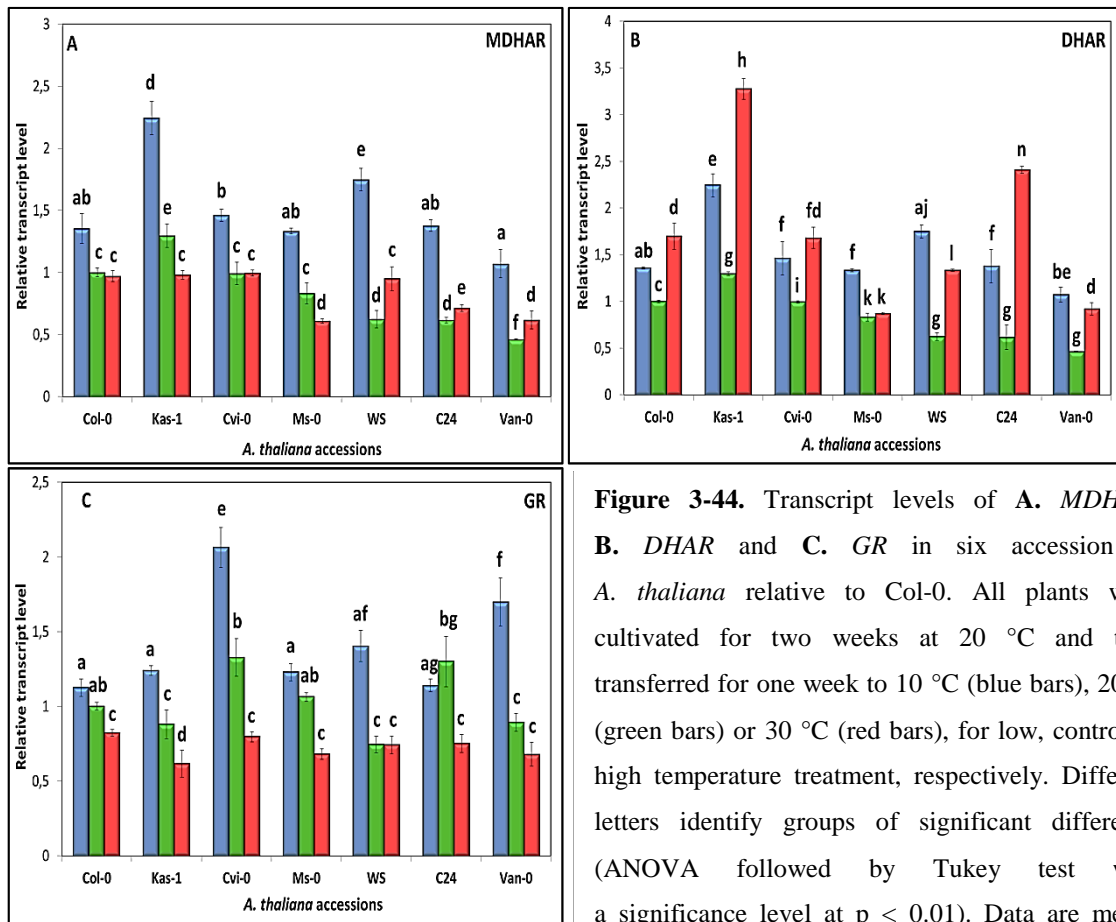 A
MDHAR
Relative transcript level
3
2,5
2
1,5
1
0,5
0
ab c c
d e c
b c c
ab c d
e d c
d e
a f d
Col-0 Kas-1 Cvi-0 Ms-0 WS C24 Van-0
A. thaliana accessions
B
DHAR
Relative transcript level
4
3,5
3
2,5
2
1,5
1
0,5
0
ab c d
e g h
f i fd
f k k
aj g l
f g n
be g d
Col-0 Kas-1 Cvi-0 Ms-0 WS C24 Van-0
A. thaliana accessions
C
GR
Relative transcript level
2,5
2
1,5
1
0,5
0
a ab c
a c d
e b c
a ab c
af c c
ag bg c
f c c
Col-0 Kas-1 Cvi-0 Ms-0 WS C24 Van-0
A. thaliana accessions
Figure 3-44. Transcript levels of A. MDH
B. DHAR and C. GR in six accession
A. thaliana relative to Col-0. All plants
cultivated for two weeks at 20 °C and
transferred for one week to 10 °C (blue bars), 20
(green bars) or 30 °C (red bars), for low, control
high temperature treatment, respectively. Differ
letters identify groups of significant differe
(ANOVA followed by Tukey test
a significance level at p < 0.01). Data are me